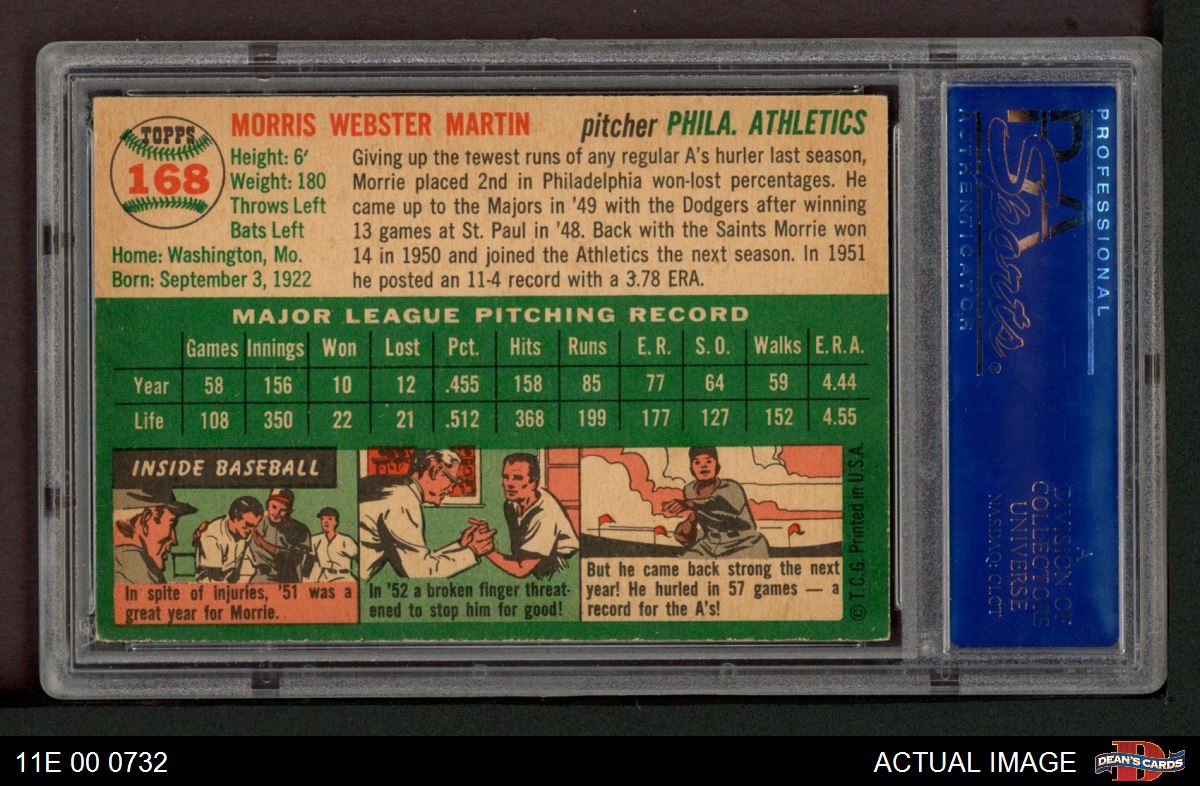 TOPPS
168
MORRIS WEBSTER MARTIN
pitcher PHILA. ATHLETICS
Height: 6'
Weight: 180
Throws Left
Bats Left
Home: Washington, Mo.
Born: September 3, 1922
Giving up the fewest runs of any regular A's hurler last season,
Morrie placed 2nd in Philadelphia won-lost percentages. He
came up to the Majors in '49 with the Dodgers after winning
13 games at St. Paul in '48. Back with the Saints Morrie won
14 in 1950 and joined the Athletics the next season. In 1951
he posted an 11-4 record with a 3.78 ERA.
MAJOR LEAGUE PITCHING RECORD
Games Innings Won Lost Pct. Hits Runs E.R. S.O. Walks E.R.A.
Year 58 156 10 12 .455 158 85 77 64 59 4.44
Life 108 350 22 21 .512 368 199 177 127 152 4.55
INSIDE BASEBALL
In spite of injuries, '51 was a
great year for Morrie.
In '52 a broken finger threat-
ened to stop him for good!
But he came back strong the next
year! He hurled in 57 games — a
record for the A's!
© T.C.G. Printed in U.S.A.
PROFESSIONAL
PSA
Sports®
AUTHENTICATOR
A
DIVISION OF
COLLECTORS
UNIVERSE
NASDAQ: CLCT
11E 00 0732
ACTUAL IMAGE
D
DEAN'S CARDS